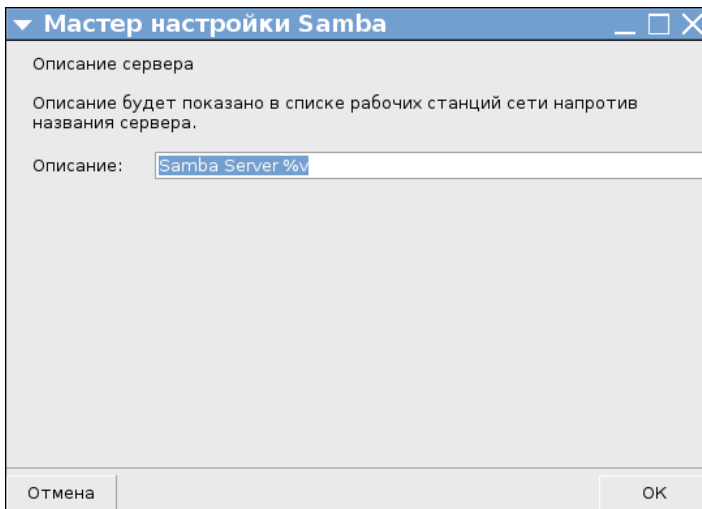 Мастер настройки Samba
Описание сервера
Описание будет показано в списке рабочих станций сети напротив
названия сервера.
Описание: Samba Server %v
Отмена OK